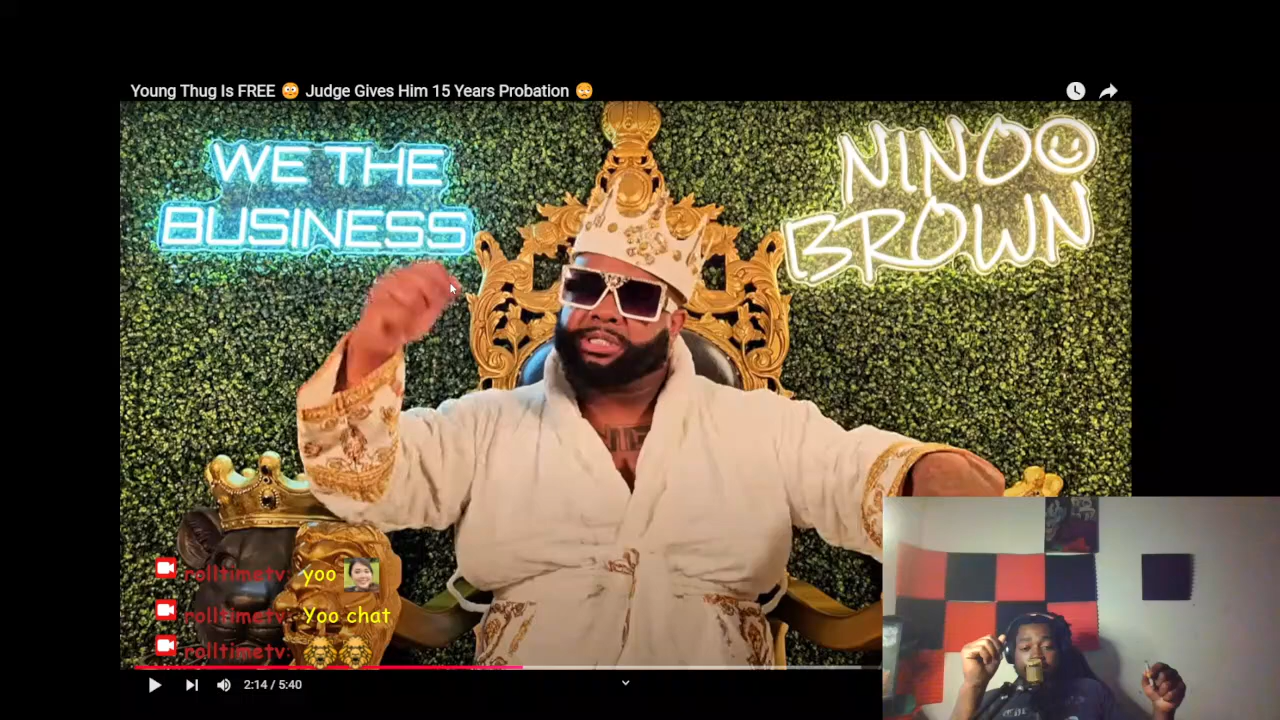 Young Thug Is FREE 😳 Judge Gives Him 15 Years Probation 😳
WE THE
BUSINESS
NINO
BROWN
rolltimetv: yoo
rolltimetv: Yoo chat
rolltimetv:
2:14 / 5:40